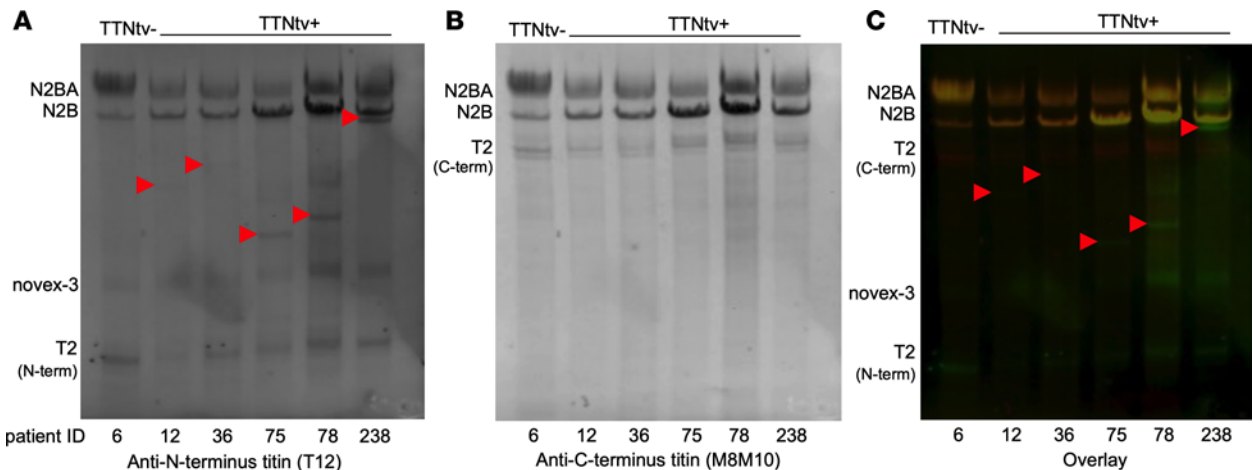 A
TTNtv-
TTNtv+
N2BA
N2B
T2
(C-term)
novex-3
T2
(N-term)
patient ID
6 12 36 75 78 238
Anti-N-terminus titin (T12)
B
TTNtv-
TTNtv+
N2BA
N2B
T2
(C-term)
6 12 36 75 78 238
Anti-C-terminus titin (M8M10)
C
TTNtv-
TTNtv+
N2BA
N2B
T2
(C-term)
novex-3
T2
(N-term)
6 12 36 75 78 238
Overlay